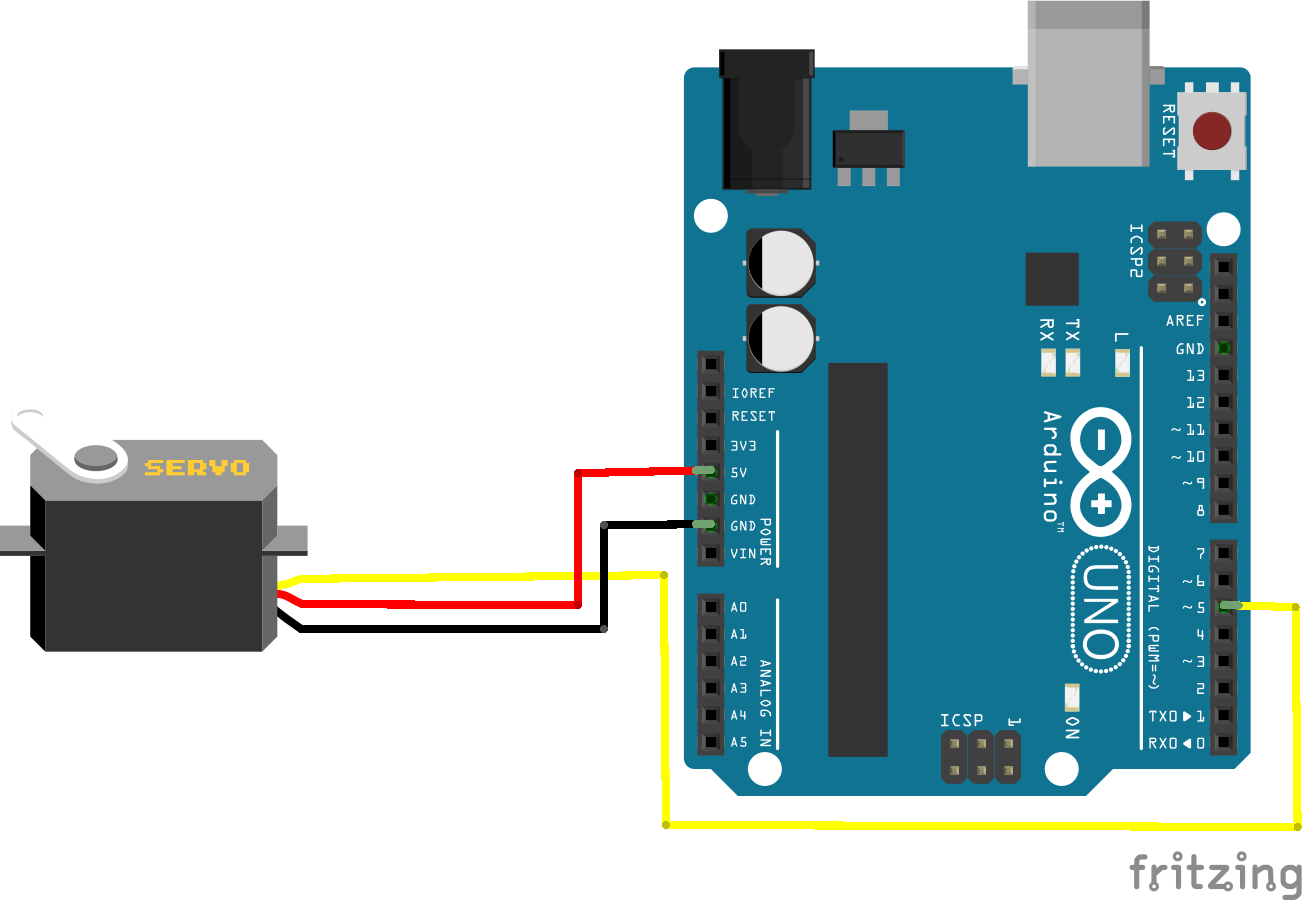 RESET
ICSP2
AREF
GND
13
12
~11
~10
~9
8
7
~6
~5
4
~3
2
TX0▶1
RX0◀0
DIGITAL (PWM=~)
RX
TX
L
Arduino™
UNO
ON
ICSP
1
IOREF
RESET
3V3
5V
GND
GND
VIN
POWER
A0
A1
A2
A3
A4
A5
ANALOG IN
SERVO
fritzing